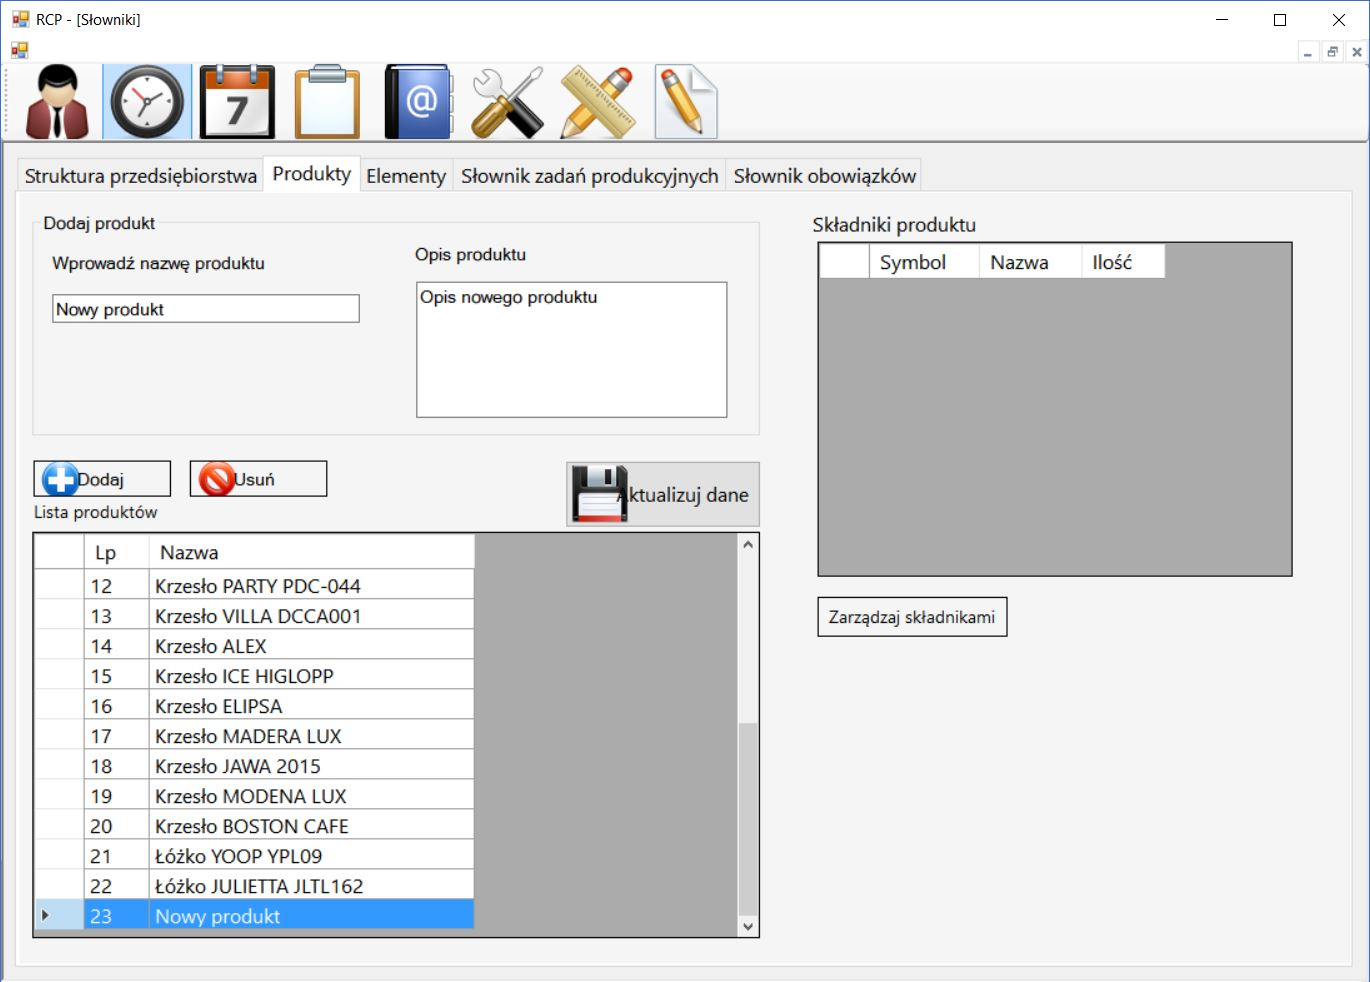 RCP - [Słowniki]
7
@
Struktura przedsiębiorstwa
Produkty
Elementy
Słownik zadań produkcyjnych
Słownik obowiązków
Dodaj produkt
Wprowadź nazwę produktu
Nowy produkt
Opis produktu
Opis nowego produktu
Składniki produktu
Symbol Nazwa Ilość
Zarządzaj składnikami
Dodaj
Usuń
Aktualizuj dane
Lista produktów
Lp Nazwa
12 Krzesło PARTY PDC-044
13 Krzesło VILLA DCCA001
14 Krzesło ALEX
15 Krzesło ICE HIGLOPP
16 Krzesło ELIPSA
17 Krzesło MADERA LUX
18 Krzesło JAWA 2015
19 Krzesło MODENA LUX
20 Krzesło BOSTON CAFE
21 Łóżko YOOP YPL09
22 Łóżko JULIETTA JLTL162
23 Nowy produkt